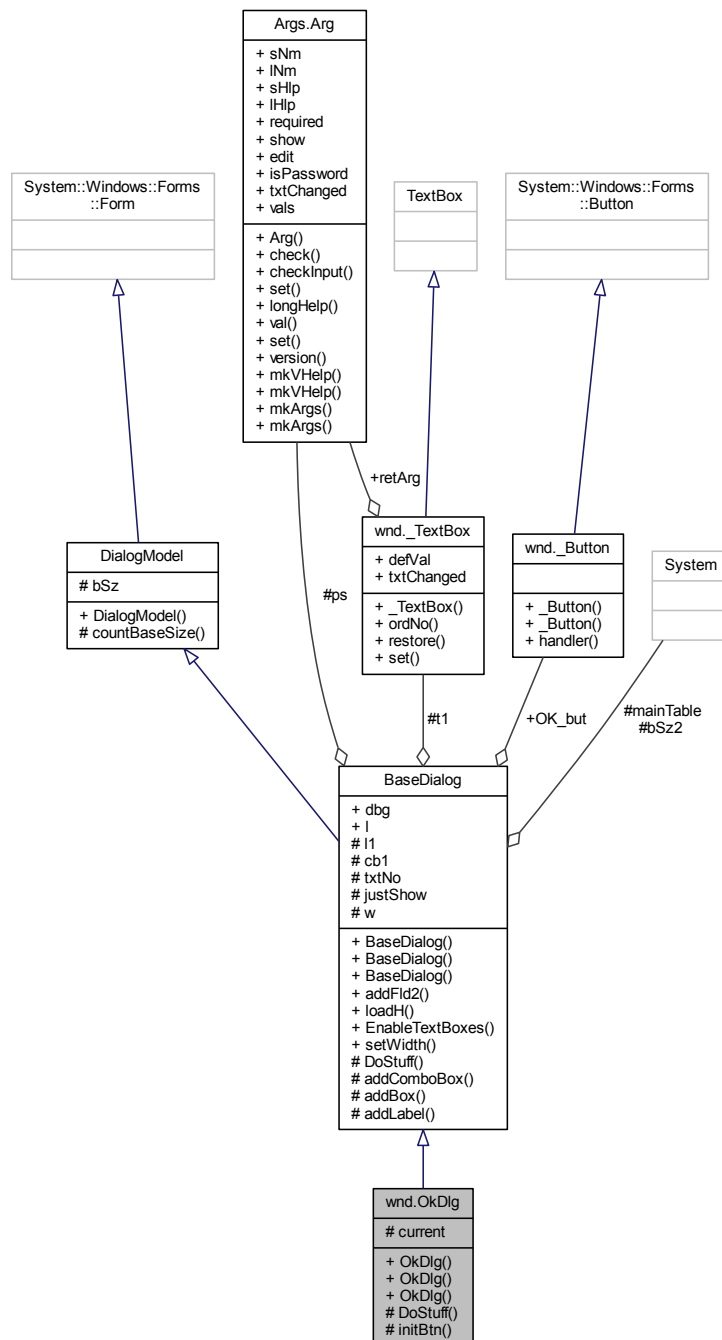 Args.Arg
+ sNm
+ lNm
+ sHlp
+ lHlp
+ required
+ show
+ edit
+ isPassword
+ txtChanged
+ vals
+ Arg()
+ check()
+ checkInput()
+ set()
+ longHelp()
+ val()
+ set()
+ version()
+ mkVHelp()
+ mkVHelp()
+ mkArgs()
+ mkArgs()
System::Windows::Forms
::Form
TextBox
System::Windows::Forms
::Button
+retArg
DialogModel
# bSz
+ DialogModel()
# countBaseSize()
#ps
wnd._TextBox
+ defVal
+ txtChanged
+ _TextBox()
+ ordNo()
+ restore()
+ set()
wnd._Button
+ _Button()
+ _Button()
+ handler()
System
#t1
+OK_but
#mainTable
#bSz2
BaseDialog
+ dbg
+ l
# l1
# cb1
# txtNo
# justShow
# w
+ BaseDialog()
+ BaseDialog()
+ BaseDialog()
+ addFld2()
+ loadH()
+ EnableTextBoxes()
+ setWidth()
# DoStuff()
# addComboBox()
# addBox()
# addLabel()
wnd.OkDlg
# current
+ OkDlg()
+ OkDlg()
+ OkDlg()
# DoStuff()
# initBtn()